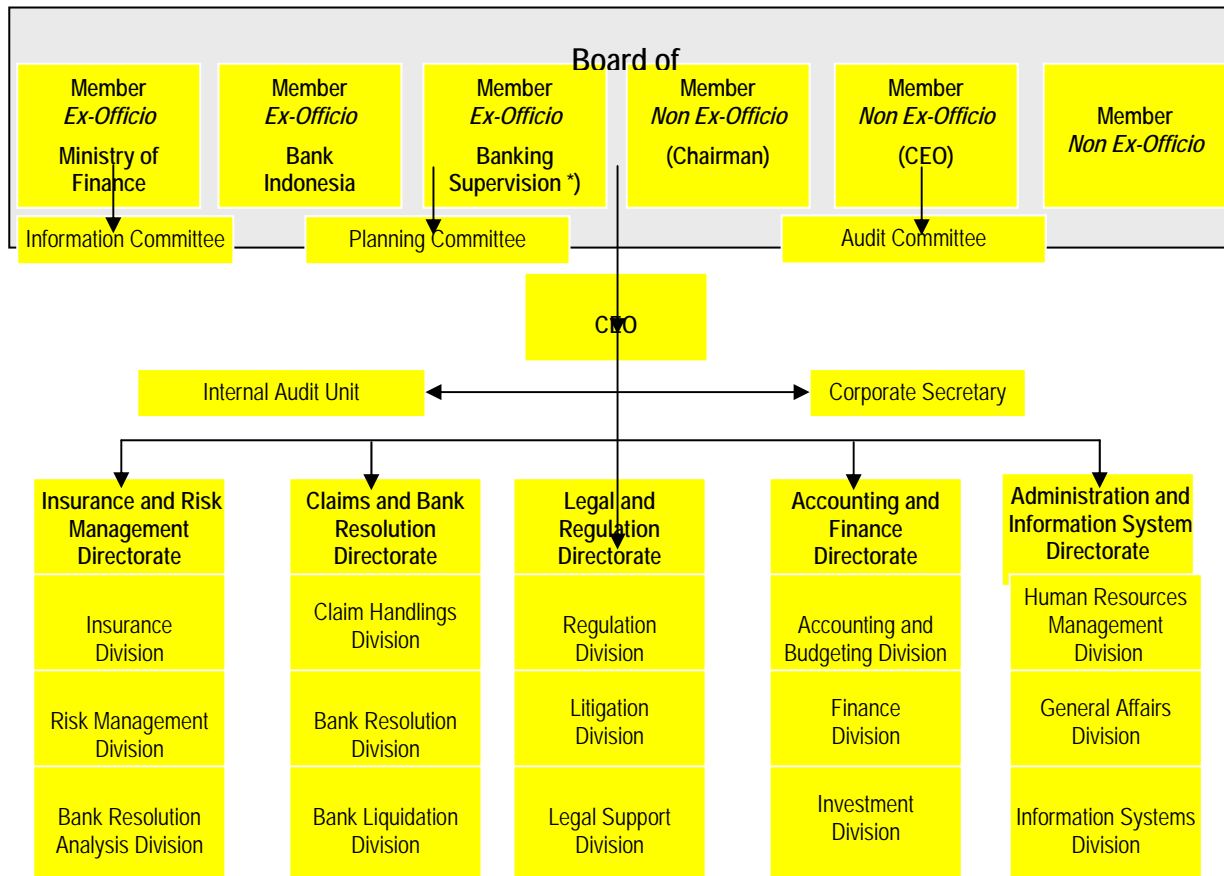 Board of
Member
Ex-Officio
Ministry of
Finance
Member
Ex-Officio
Bank
Indonesia
Member
Ex-Officio
Banking
Supervision *)
Member
Non Ex-Officio
(Chairman)
Member
Non Ex-Officio
(CEO)
Member
Non Ex-Officio
Information Committee
Planning Committee
Audit Committee
CEO
Internal Audit Unit
Corporate Secretary
Insurance and Risk
Management
Directorate
Insurance
Division
Risk Management
Division
Bank Resolution
Analysis Division
Claims and Bank
Resolution
Directorate
Claim Handlings
Division
Bank Resolution
Division
Bank Liquidation
Division
Legal and
Regulation
Directorate
Regulation
Division
Litigation
Division
Legal Support
Division
Accounting and
Finance
Directorate
Accounting and
Budgeting Division
Finance
Division
Investment
Division
Administration and
Information System
Directorate
Human Resources
Management
Division
General Affairs
Division
Information Systems
Division